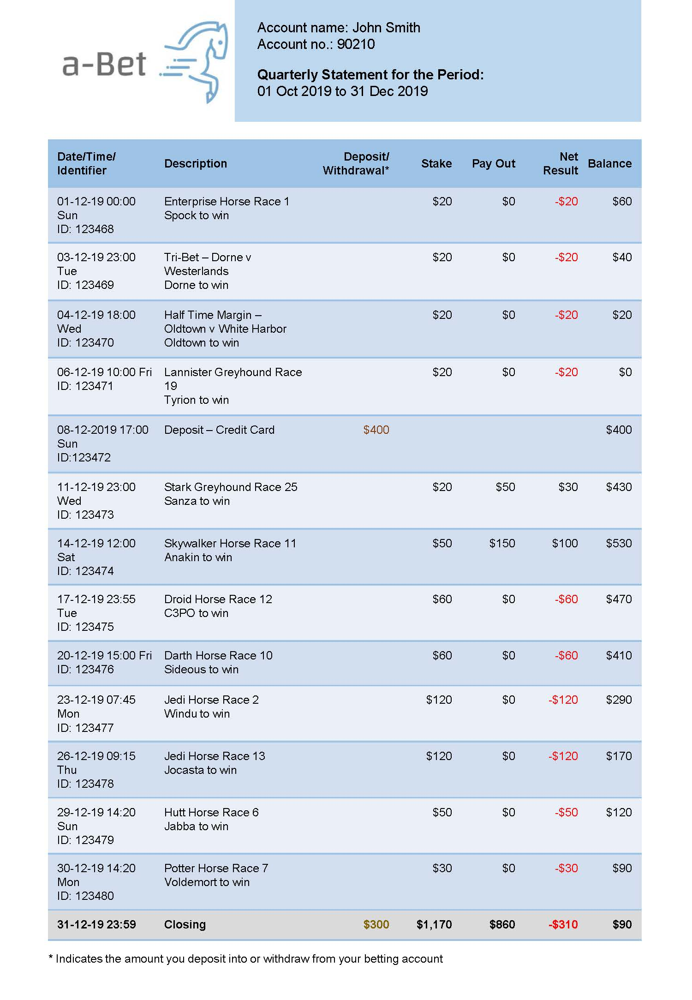 a-Bet
Account name: John Smith
Account no.: 90210
Quarterly Statement for the Period:
01 Oct 2019 to 31 Dec 2019
Date/Time/
Identifier
Description
Deposit/
Withdrawal*
Stake
Pay Out
Net
Result
Balance
01-12-19 00:00 Enterprise Horse Race 1 $20 $0 -$20 $60
Sun Spock to win
ID: 123468
03-12-19 23:00 Tri-Bet – Dorne v $20 $0 -$20 $40
Tue Westerlands
ID: 123469 Dorne to win
04-12-19 18:00 Half Time Margin – $20 $0 -$20 $20
Wed Oldtown v White Harbor
ID: 123470 Oldtown to win
06-12-19 10:00 Fri Lannister Greyhound Race $20 $0 -$20 $0
ID: 123471 19
Tyrion to win
08-12-2019 17:00 Deposit – Credit Card $400 $400
Sun
ID:123472
11-12-19 23:00 Stark Greyhound Race 25 $20 $50 $30 $430
Wed Sanza to win
ID: 123473
14-12-19 12:00 Skywalker Horse Race 11 $50 $150 $100 $530
Sat Anakin to win
ID: 123474
17-12-19 23:55 Droid Horse Race 12 $60 $0 -$60 $470
Tue C3PO to win
ID: 123475
20-12-19 15:00 Fri Darth Horse Race 10 $60 $0 -$60 $410
ID: 123476 Sideous to win
23-12-19 07:45 Jedi Horse Race 2 $120 $0 -$120 $290
Mon Windu to win
ID: 123477
26-12-19 09:15 Jedi Horse Race 13 $120 $0 -$120 $170
Thu Jocasta to win
ID: 123478
29-12-19 14:20 Hutt Horse Race 6 $50 $0 -$50 $120
Sun Jabba to win
ID: 123479
30-12-19 14:20 Potter Horse Race 7 $30 $0 -$30 $90
Mon Voldemort to win
ID: 123480
31-12-19 23:59 Closing $300 $1,170 $860 -$310 $90
* Indicates the amount you deposit into or withdraw from your betting account